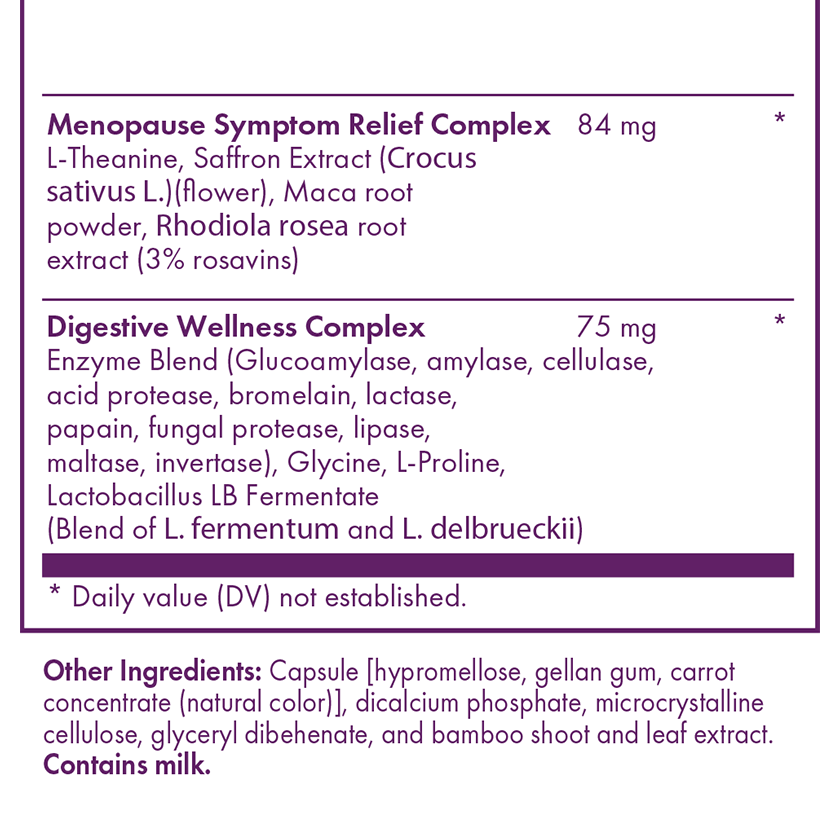 Menopause Symptom Relief Complex 84 mg *
L-Theanine, Saffron Extract (Crocus
sativus L.)(flower), Maca root
powder, Rhodiola rosea root
extract (3% rosavins)
Digestive Wellness Complex 75 mg *
Enzyme Blend (Glucoamylase, amylase, cellulase,
acid protease, bromelain, lactase,
papain, fungal protease, lipase,
maltase, invertase), Glycine, L-Proline,
Lactobacillus LB Fermentate
(Blend of L. fermentum and L. delbrueckii)
* Daily value (DV) not established.
Other Ingredients: Capsule [hypromellose, gellan gum, carrot
concentrate (natural color)], dicalcium phosphate, microcrystalline
cellulose, glyceryl dibehenate, and bamboo shoot and leaf extract.
Contains milk.